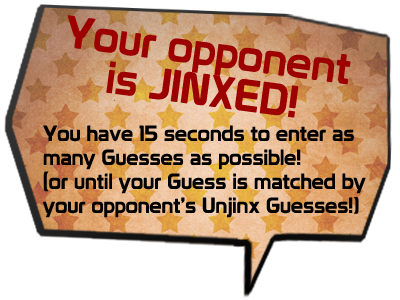 Your opponent
is JINXED!
You have 15 seconds to enter as
many Guesses as possible!
(or until your Guess is matched by
your opponent's Unjinx Guesses!)